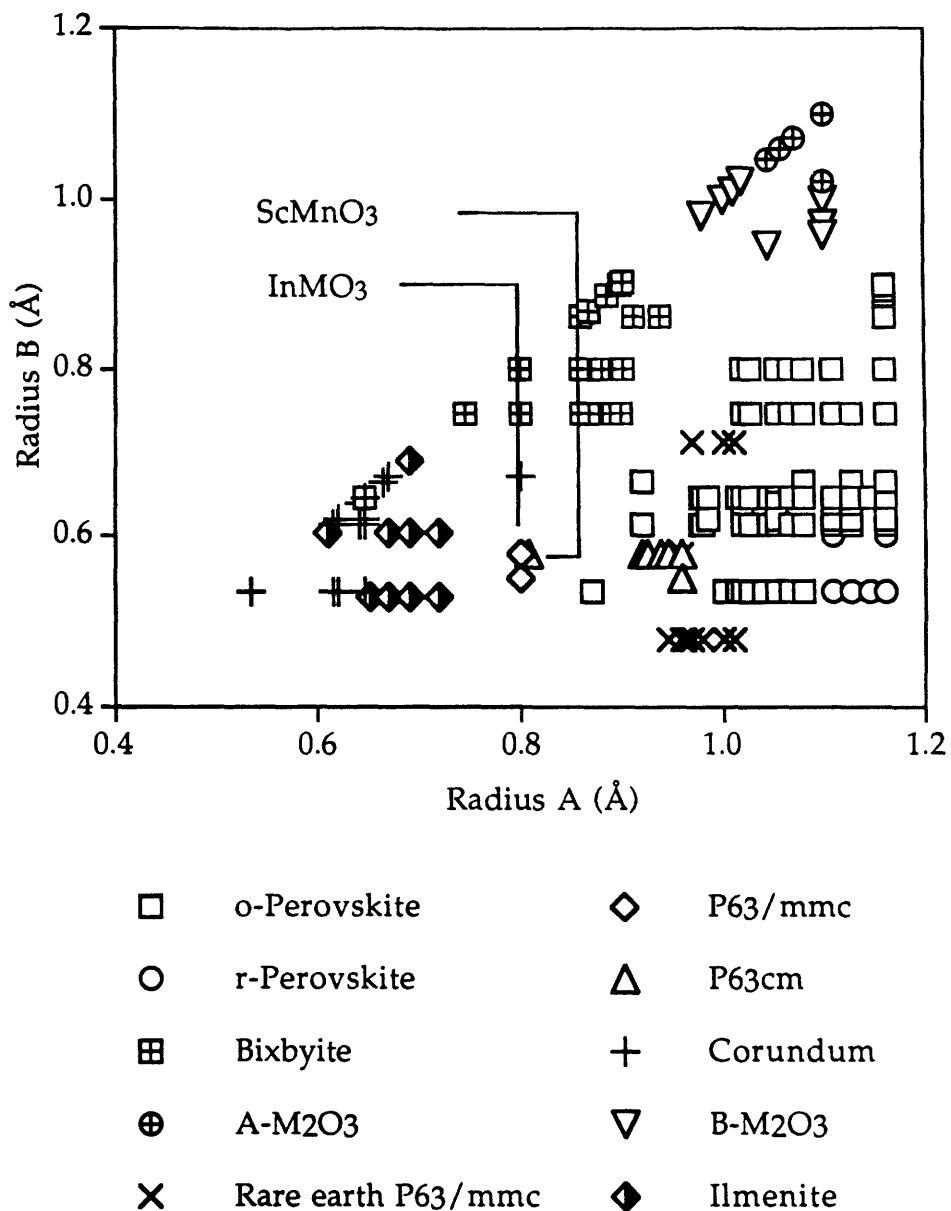 1.2
1.0
0.8
0.6
0.4
Radius B (Å)
ScMnO3
InMO3
0.4 0.6 0.8 1.0 1.2
Radius A (Å)
o-Perovskite P63/mmc
r-Perovskite P63cm
Bixbyite Corundum
A-M2O3 B-M2O3
Rare earth P63/mmc Ilmenite